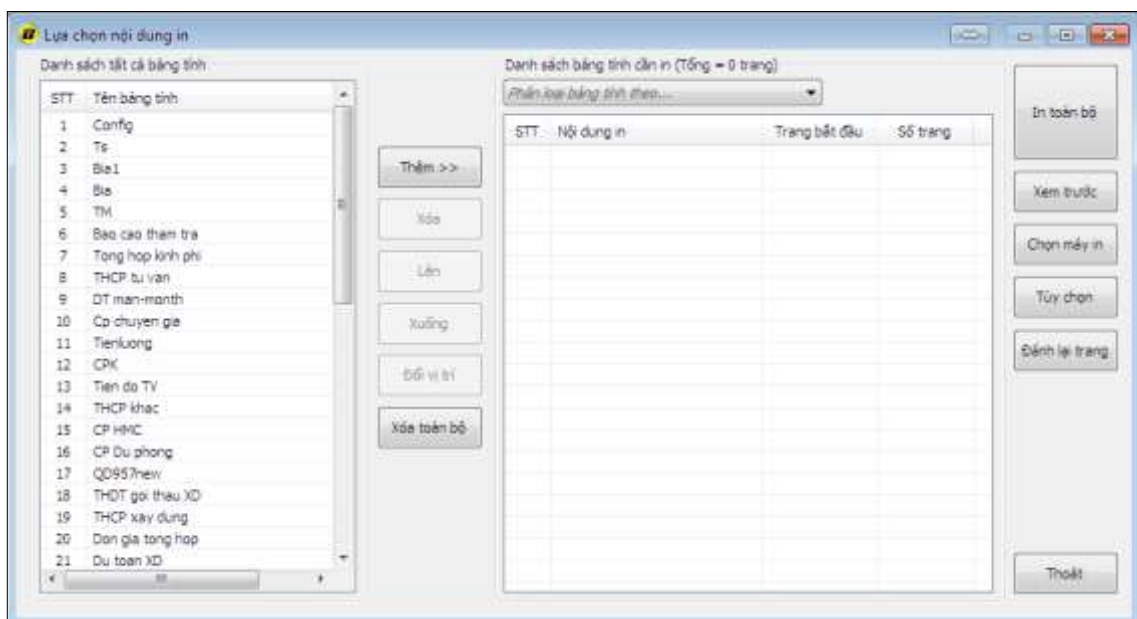 Lựa chọn nội dung in
Danh sách tất cả bảng tính
STT Tên bảng tính
1 Config
2 Ts
3 Bia1
4 Bia
5 TM
6 Bao cao tham tra
7 Tong hop kinh phi
8 THCP tu van
9 DT man-month
10 Cp chuyen gia
11 Tienluong
12 CPK
13 Tien do TV
14 THCP khac
15 CP HMC
16 CP Du phong
17 QD957new
18 THDT goi thau XD
19 THCP xay dung
20 Don gia tong hop
21 Du toan XD
Thêm >>
Xóa
Lên
Xuống
Đổi vị trí
Xóa toàn bộ
Danh sách bảng tính cần in (Tổng = 0 trang)
Phân loại bảng tính theo....
STT Nội dung in Trang bắt đầu Số trang
In toàn bộ
Xem trước
Chọn máy in
Tùy chọn
Đánh lại trang
Thoát